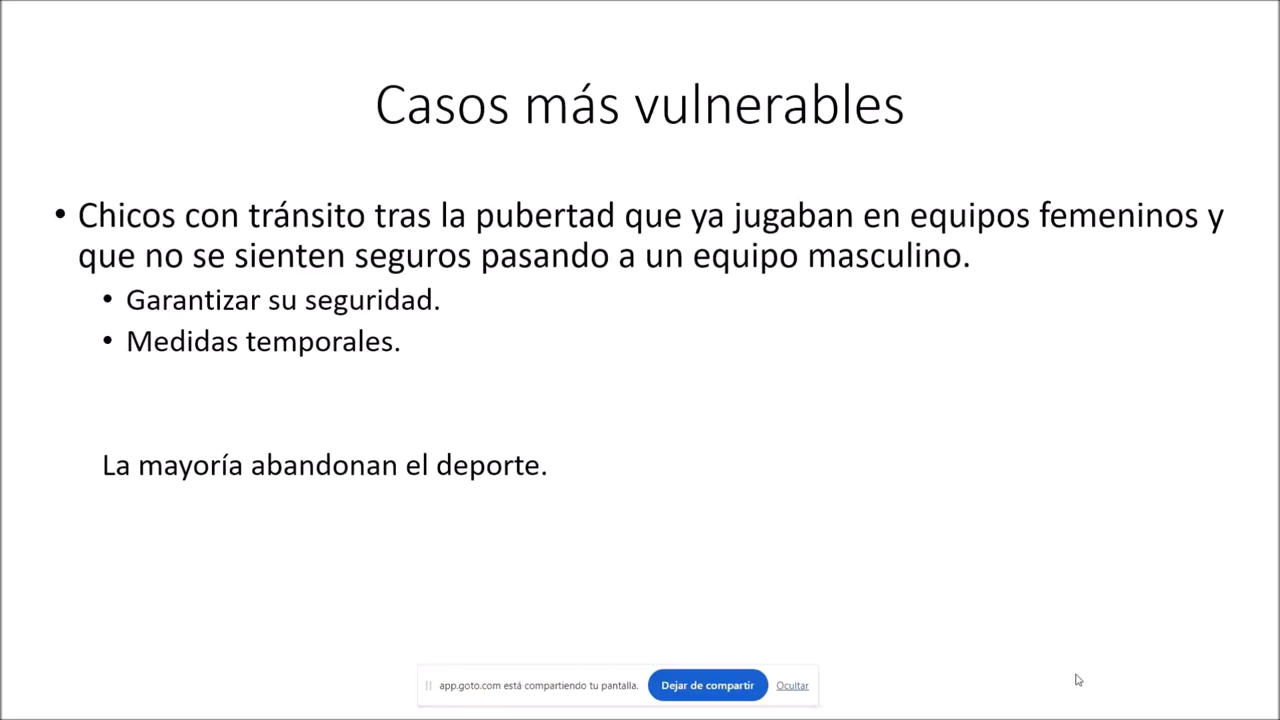 Casos más vulnerables
• Chicos con tránsito tras la pubertad que ya jugaban en equipos femeninos y
que no se sienten seguros pasando a un equipo masculino.
• Garantizar su seguridad.
• Medidas temporales.
La mayoría abandonan el deporte.
app.goto.com está compartiendo tu pantalla. Dejar de compartir Ocultar